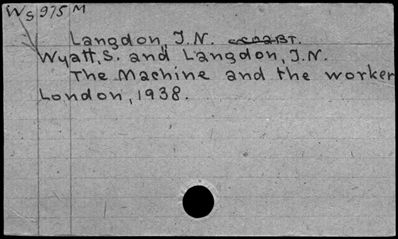 Ws 975 M
Langdon, J.N.
Wyatt, S. and Langdon, J.N.
The Machine and the worker
London, 1938.